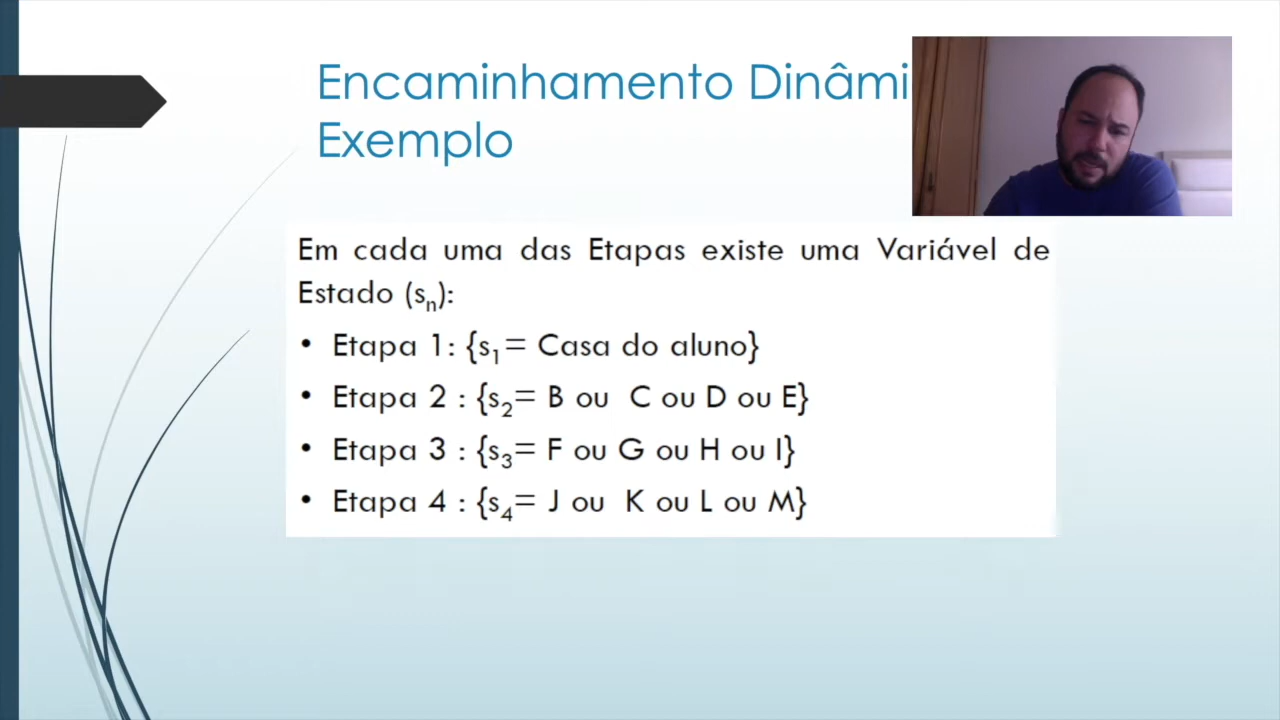 Encaminhamento Dinâmi
Exemplo
Em cada uma das Etapas existe uma Variável de
Estado (sn):
• Etapa 1: {s1= Casa do aluno}
• Etapa 2 : {s2= B ou C ou D ou E}
• Etapa 3 : {s3= F ou G ou H ou I}
• Etapa 4 : {s4= J ou K ou L ou M}